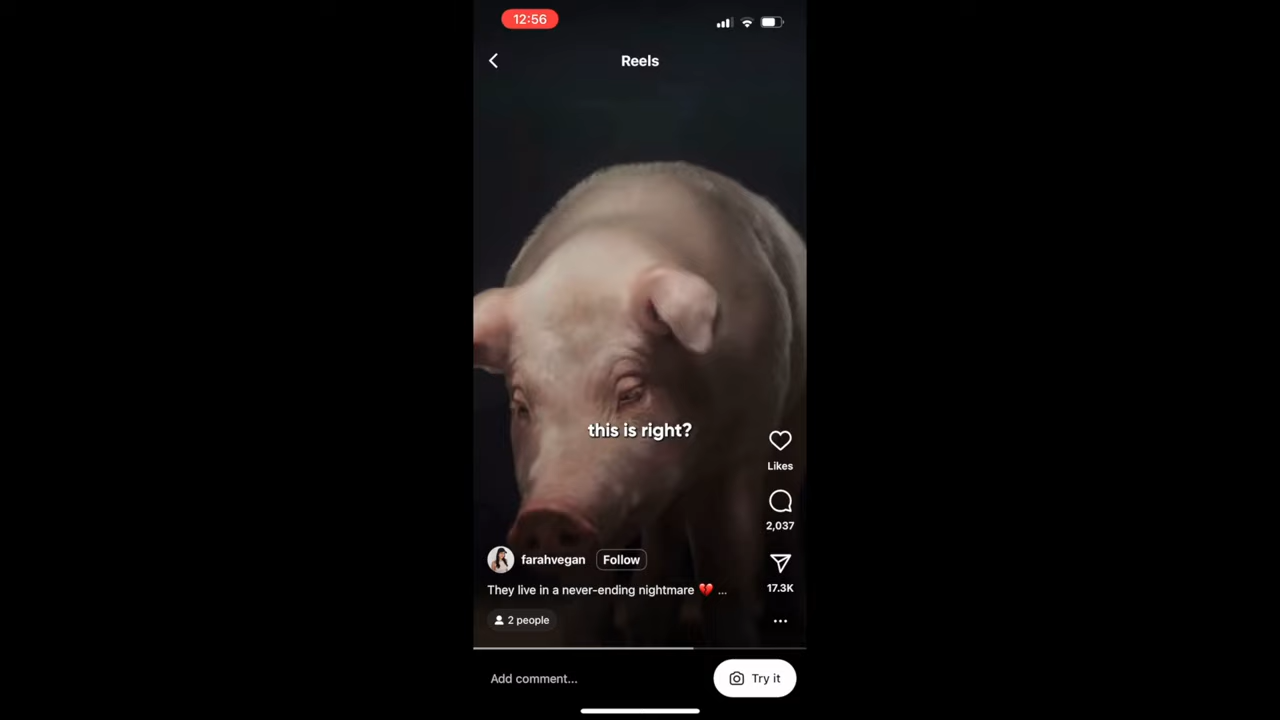 12:56
Reels
this is right?
Likes
2,037
farahvegan Follow
They live in a never-ending nightmare 💔 ...
17.3K
2 people
Add comment...
Try it